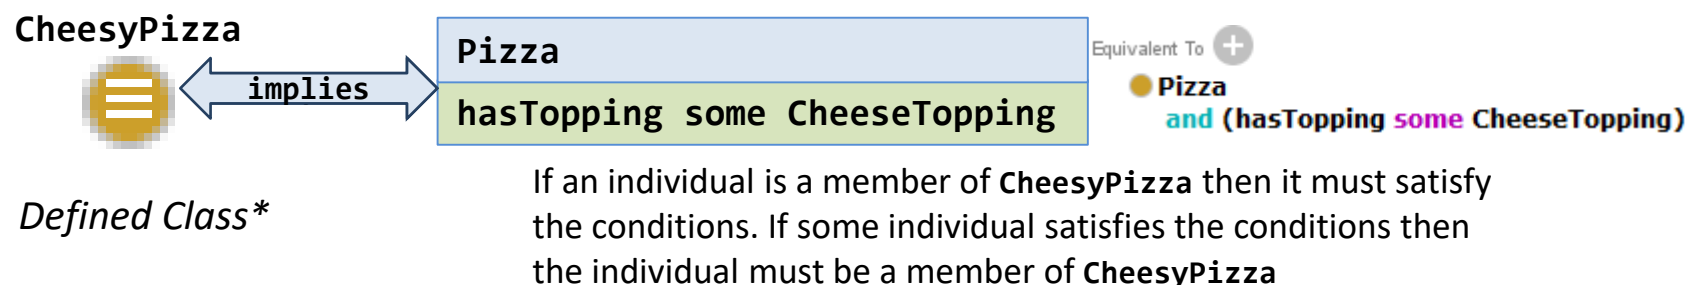 CheesyPizza
implies
Pizza
hasTopping some CheeseTopping
Equivalent To
Pizza
and (hasTopping some CheeseTopping)
Defined Class*
If an individual is a member of CheesyPizza then it must satisfy
the conditions. If some individual satisfies the conditions then
the individual must be a member of CheesyPizza